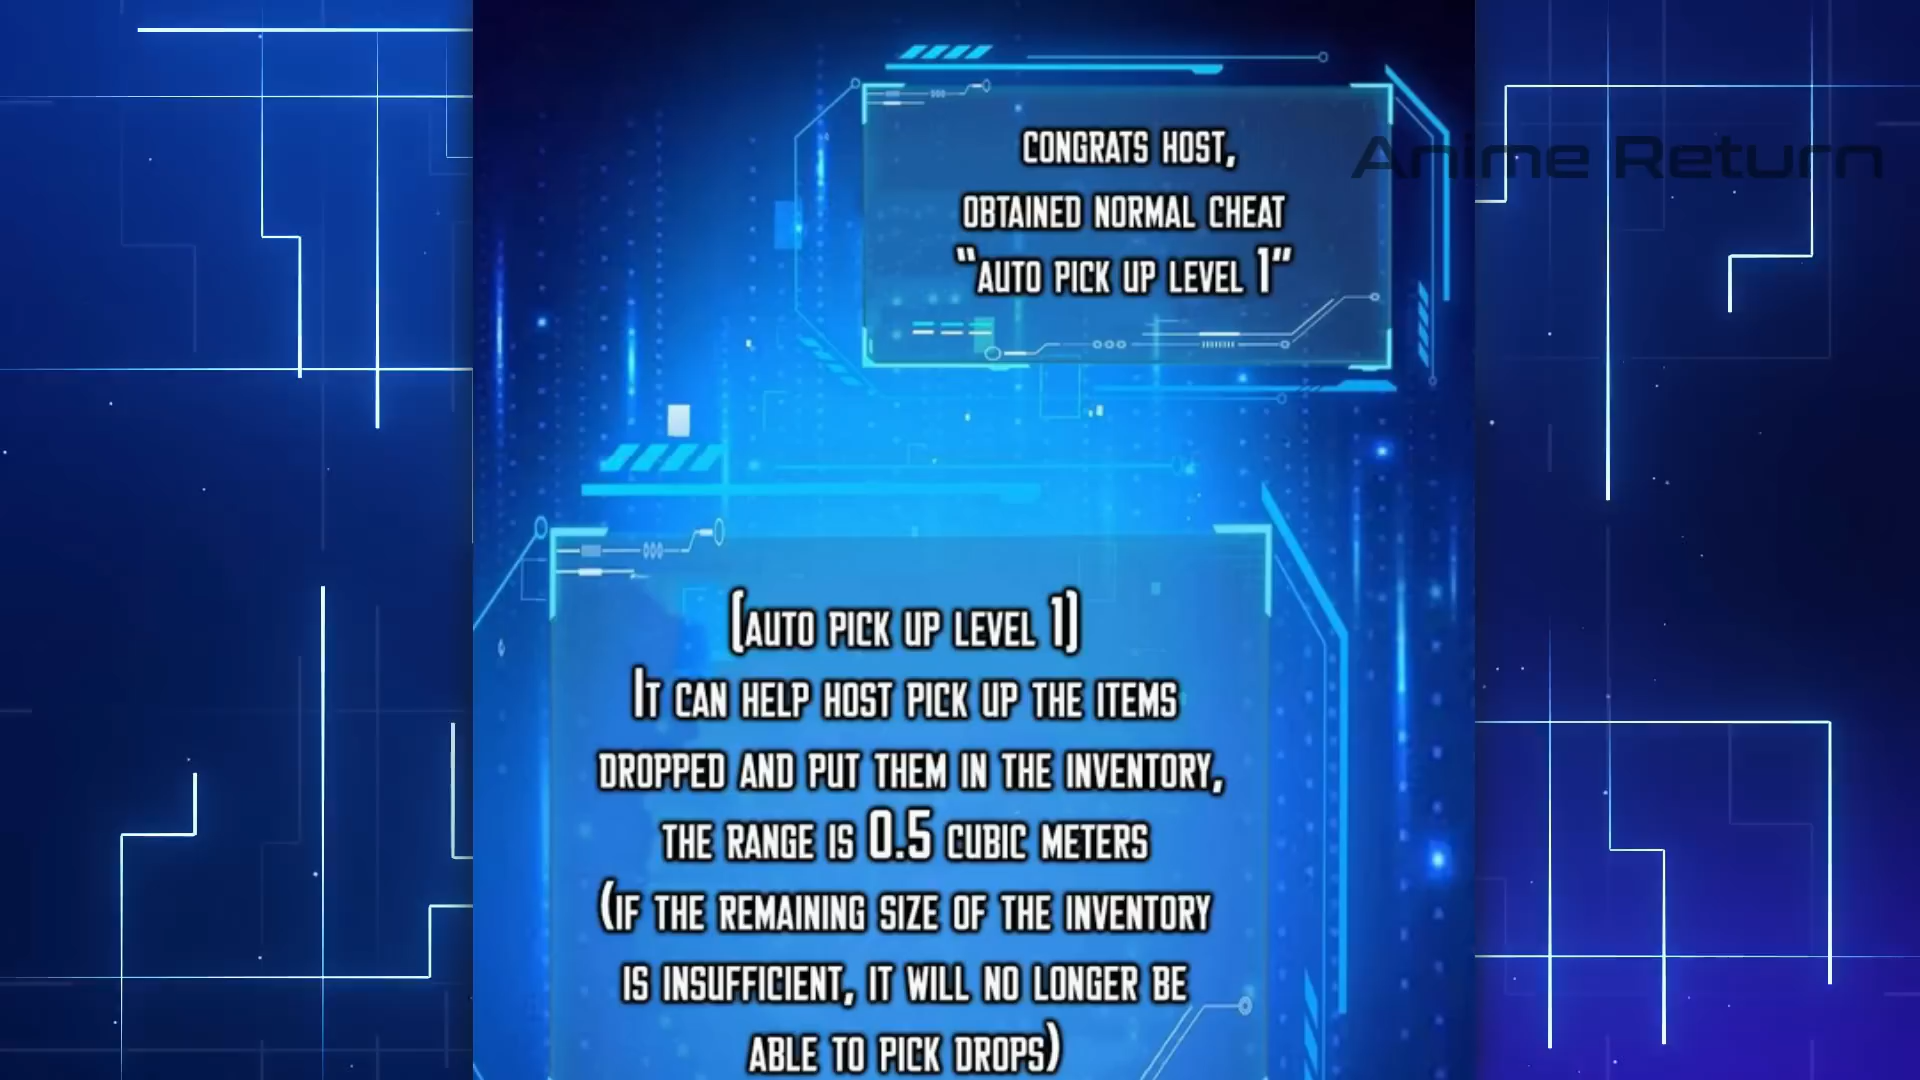 CONGRATS HOST,
OBTAINED NORMAL CHEAT
"AUTO PICK UP LEVEL 1"
Anime Return
(AUTO PICK UP LEVEL 1)
IT CAN HELP HOST PICK UP THE ITEMS
DROPPED AND PUT THEM IN THE INVENTORY,
THE RANGE IS 0.5 CUBIC METERS
(IF THE REMAINING SIZE OF THE INVENTORY
IS INSUFFICIENT, IT WILL NO LONGER BE
ABLE TO PICK DROPS)